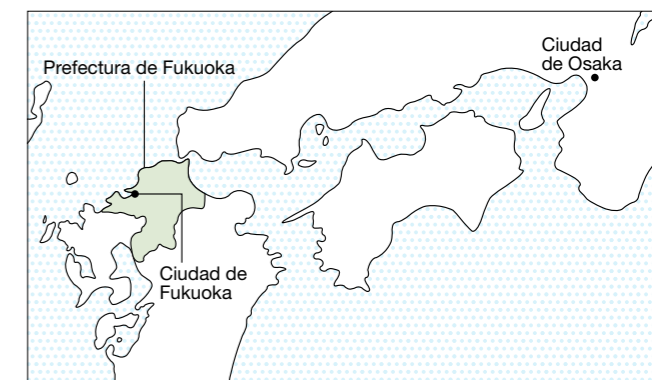 Ciudad
de Osaka
Prefectura de Fukuoka
Ciudad de
Fukuoka